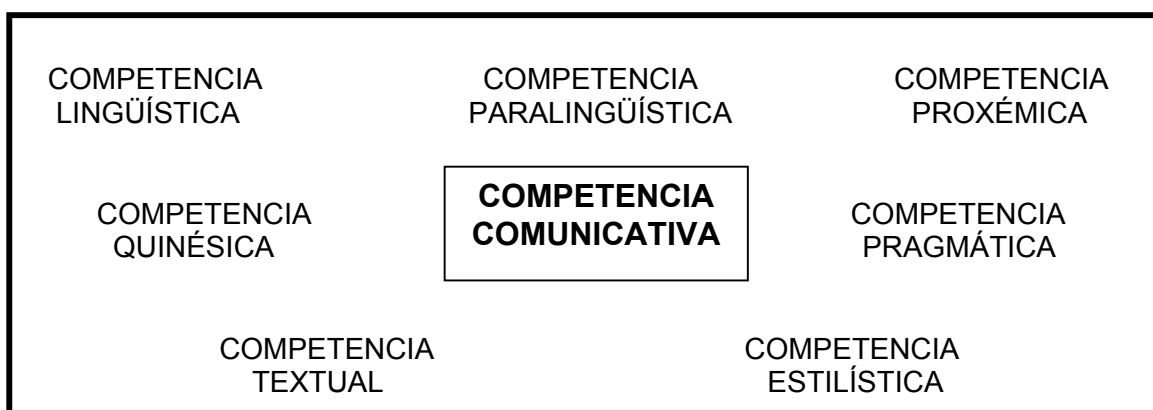 COMPETENCIA
LINGÜÍSTICA
COMPETENCIA
PARALINGÜÍSTICA
COMPETENCIA
PROXÉMICA
COMPETENCIA
QUINÉSICA
COMPETENCIA
COMUNICATIVA
COMPETENCIA
PRAGMÁTICA
COMPETENCIA
TEXTUAL
COMPETENCIA
ESTILÍSTICA